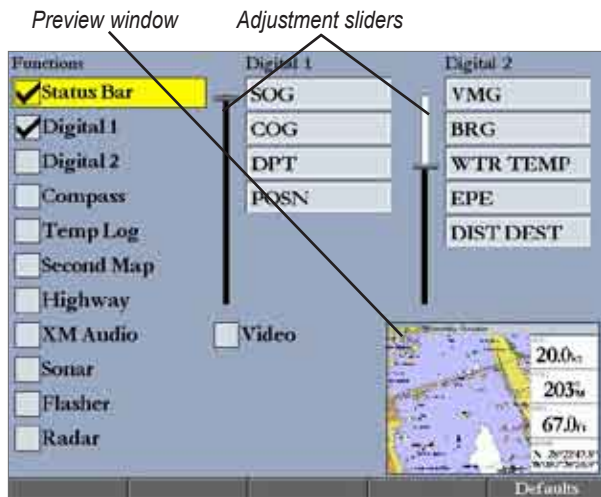 Preview window
Adjustment sliders
Functions
Digital 1
Digital 2
Status Bar
Digital 1
Digital 2
Compass
Temp Log
Second Map
Highway
XM Audio
Sonar
Flasher
Radar
Video
SOG
COG
DPT
POSN
VMG
BRG
WTR TEMP
EPE
DIST DEST
20.0
203°
67.0
Defaults